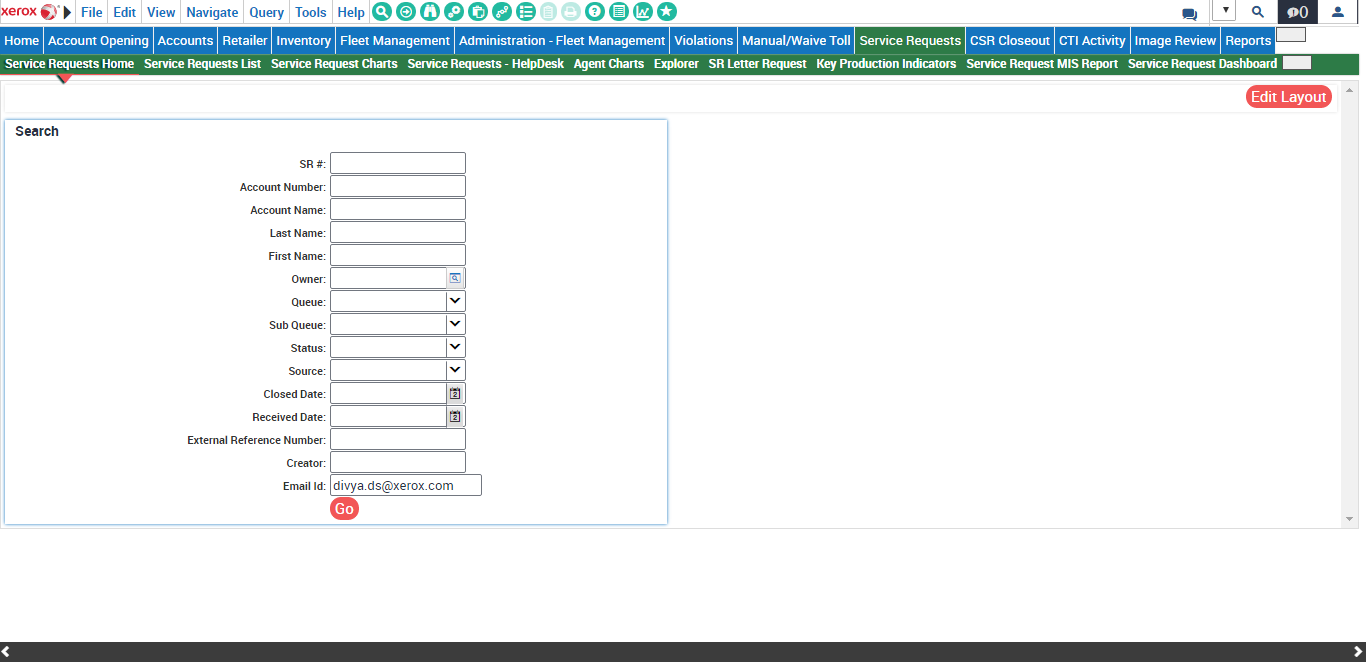 xerox File Edit View Navigate Query Tools Help 0
Home Account Opening Accounts Retailer Inventory Fleet Management Administration - Fleet Management Violations Manual/Waive Toll Service Requests CSR Closeout CTI Activity Image Review Reports
Service Requests Home Service Requests List Service Request Charts Service Requests - HelpDesk Agent Charts Explorer SR Letter Request Key Production Indicators Service Request MIS Report Service Request Dashboard
Edit Layout
Search
SR #:
Account Number:
Account Name:
Last Name:
First Name:
Owner:
Queue:
Sub Queue:
Status:
Source:
Closed Date: 2
Received Date: 2
External Reference Number:
Creator:
Email Id: divya.ds@xerox.com
Go